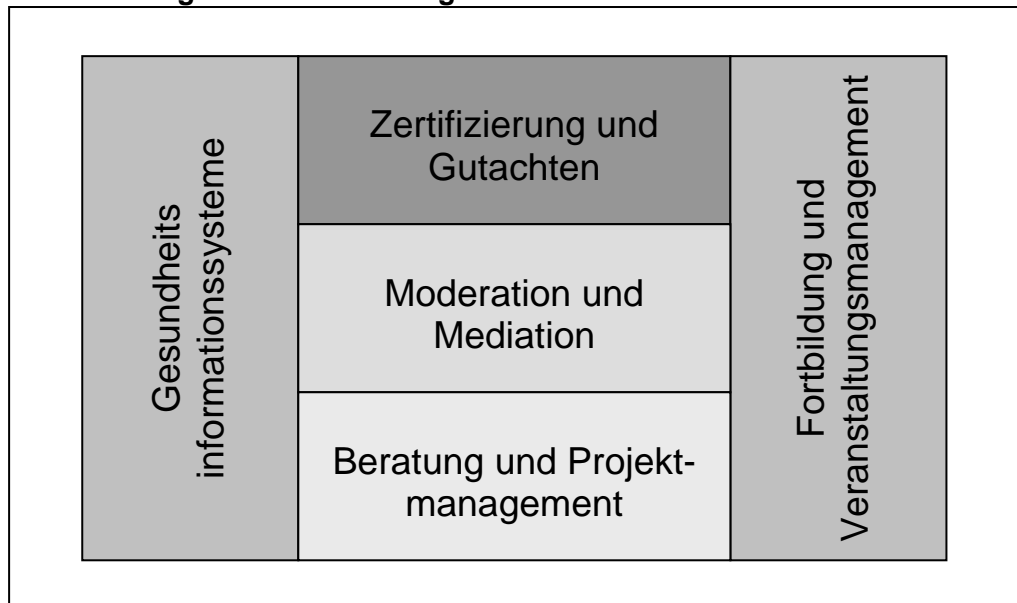 Zertifizierung und
Gutachten
Gesundheits
informationssysteme
Moderation und
Mediation
Fortbildung und
Veranstaltungsmanagement
Beratung und Projekt-
management